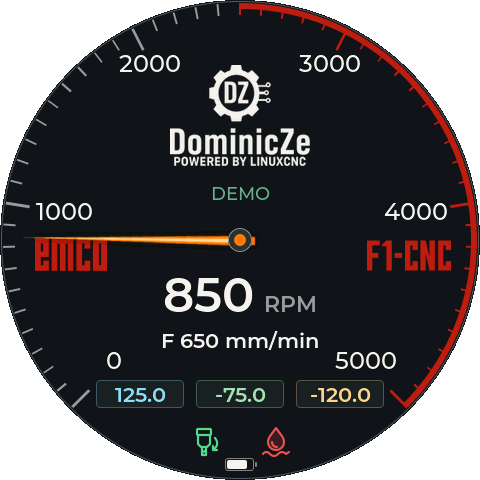 2000
3000
DZ
DominicZe
POWERED BY LINUXCNC
DEMO
1000
4000
emco
F1-CNC
850 RPM
F 650 mm/min
0
5000
125.0
-75.0
-120.0